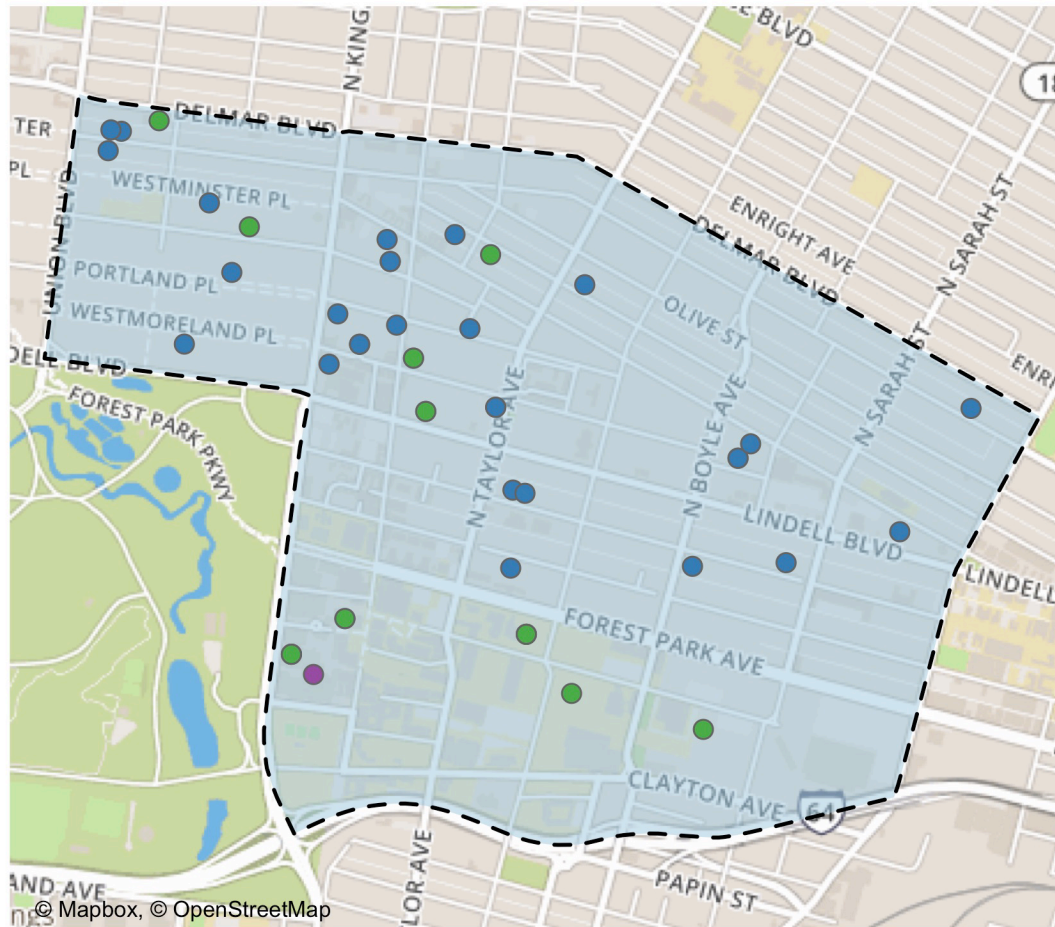 LE BLVD
N KING
18
TER
DELMAR BLVD
PL
WESTMINSTER PL
ENRIGHT AVE
N SARAH ST
UNION BLVD
DELMAR BLVD
PORTLAND PL
OLIVE ST
WESTMORELAND PL
DELL BLVD
N SARAH ST
ENRI
FOREST PARK PKWY
N TAYLOR AVE
N BOYLE AVE
LINDELL BLVD
LINDELL
FOREST PARK AVE
CLAYTON AVE
64
LOR AVE
PAPIN ST
AND AVE
© Mapbox, © OpenStreetMap